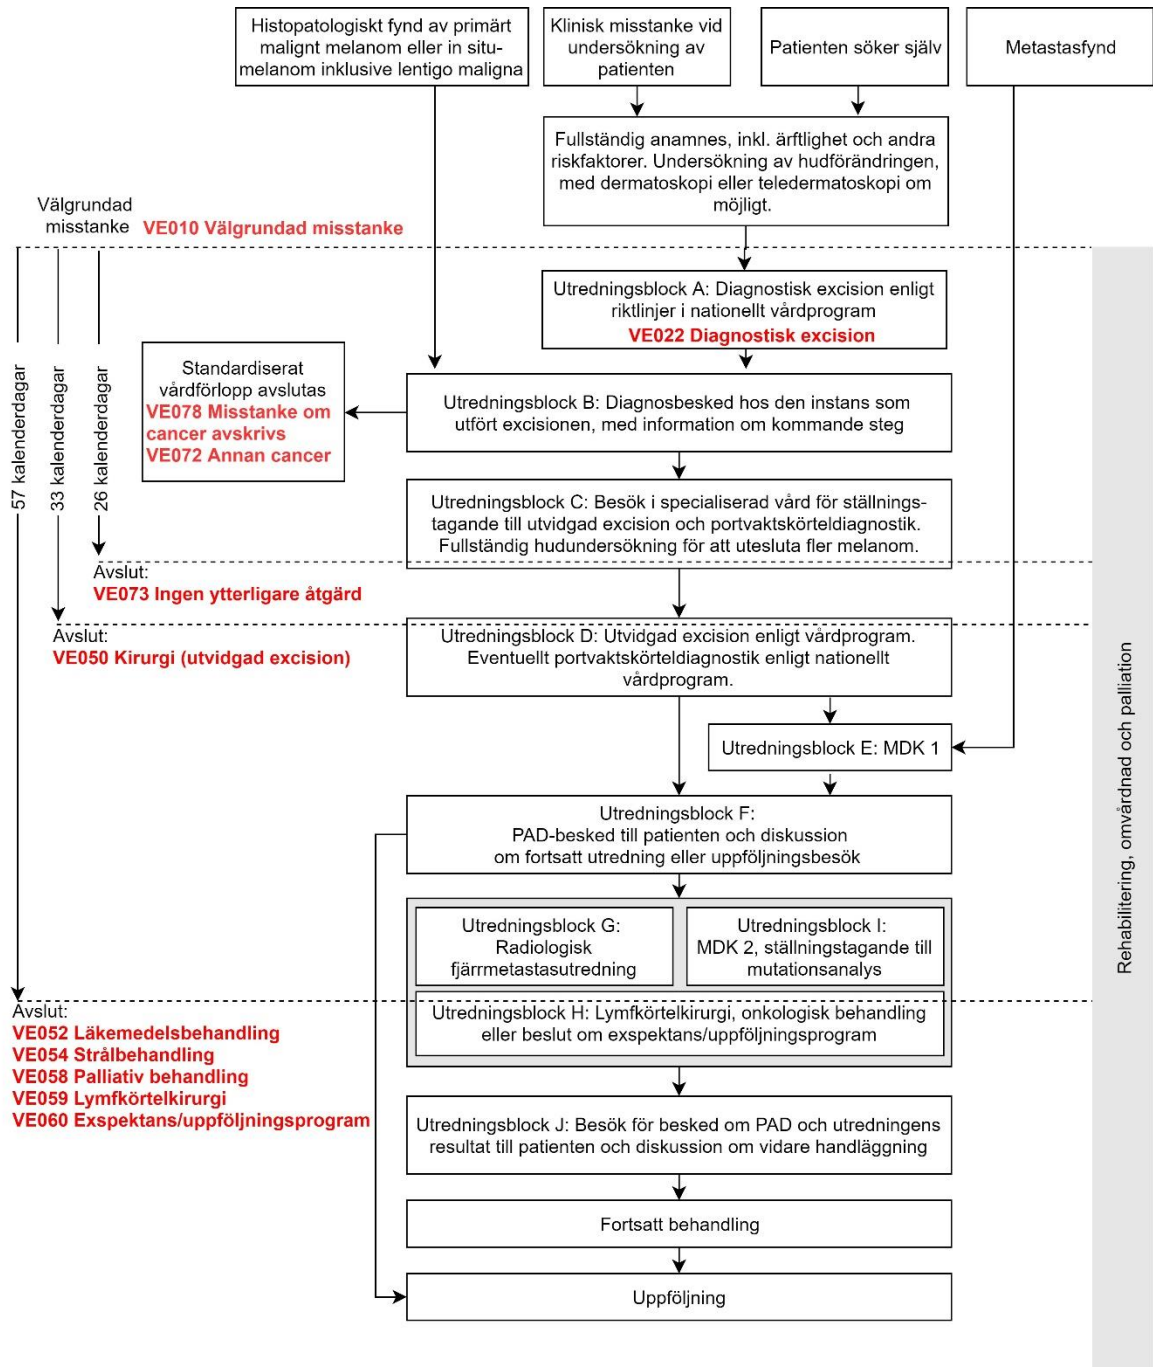 Histopatologiskt fynd av primärt
malignt melanom eller in situ-
melanom inklusive lentigo maligna
Klinisk misstanke vid
undersökning av
patienten
Patienten söker själv
Metastasfynd
Fullständig anamnes, inkl. ärftlighet och andra
riskfaktorer. Undersökning av hudförändringen,
med dermatoskopi eller teledermatoskopi om
möjligt.
Välgrundad
misstanke
VE010 Välgrundad misstanke
57 kalenderdagar
33 kalenderdagar
26 kalenderdagar
Utredningsblock A: Diagnostisk excision enligt
riktlinjer i nationellt vårdprogram
VE022 Diagnostisk excision
Standardiserat
vårdförlopp avslutas
VE078 Misstanke om
cancer avskrivs
VE072 Annan cancer
Utredningsblock B: Diagnosbesked hos den instans som
utfört excisionen, med information om kommande steg
Utredningsblock C: Besök i specialiserad vård för ställnings-
tagande till utvidgad excision och portvaktskörteldiagnostik.
Fullständig hudundersökning för att utesluta fler melanom.
Avslut:
VE073 Ingen ytterligare åtgärd
Avslut:
VE050 Kirurgi (utvidgad excision)
Utredningsblock D: Utvidgad excision enligt vårdprogram.
Eventuellt portvaktskörteldiagnostik enligt nationellt
vårdprogram.
Utredningsblock E: MDK 1
Utredningsblock F:
PAD-besked till patienten och diskussion
om fortsatt utredning eller uppföljningsbesök
Utredningsblock G:
Radiologisk
fjärrmetastasutredning
Utredningsblock I:
MDK 2, ställningstagande till
mutationsanalys
Utredningsblock H: Lymfkörtelkirurgi, onkologisk behandling
eller beslut om exspektans/uppföljningsprogram
Avslut:
VE052 Läkemedelsbehandling
VE054 Strålbehandling
VE058 Palliativ behandling
VE059 Lymfkörtelkirurgi
VE060 Exspektans/uppföljningsprogram
Utredningsblock J: Besök för besked om PAD och utredningens
resultat till patienten och diskussion om vidare handläggning
Fortsatt behandling
Uppföljning
Rehabilitering, omvårdnad och palliation